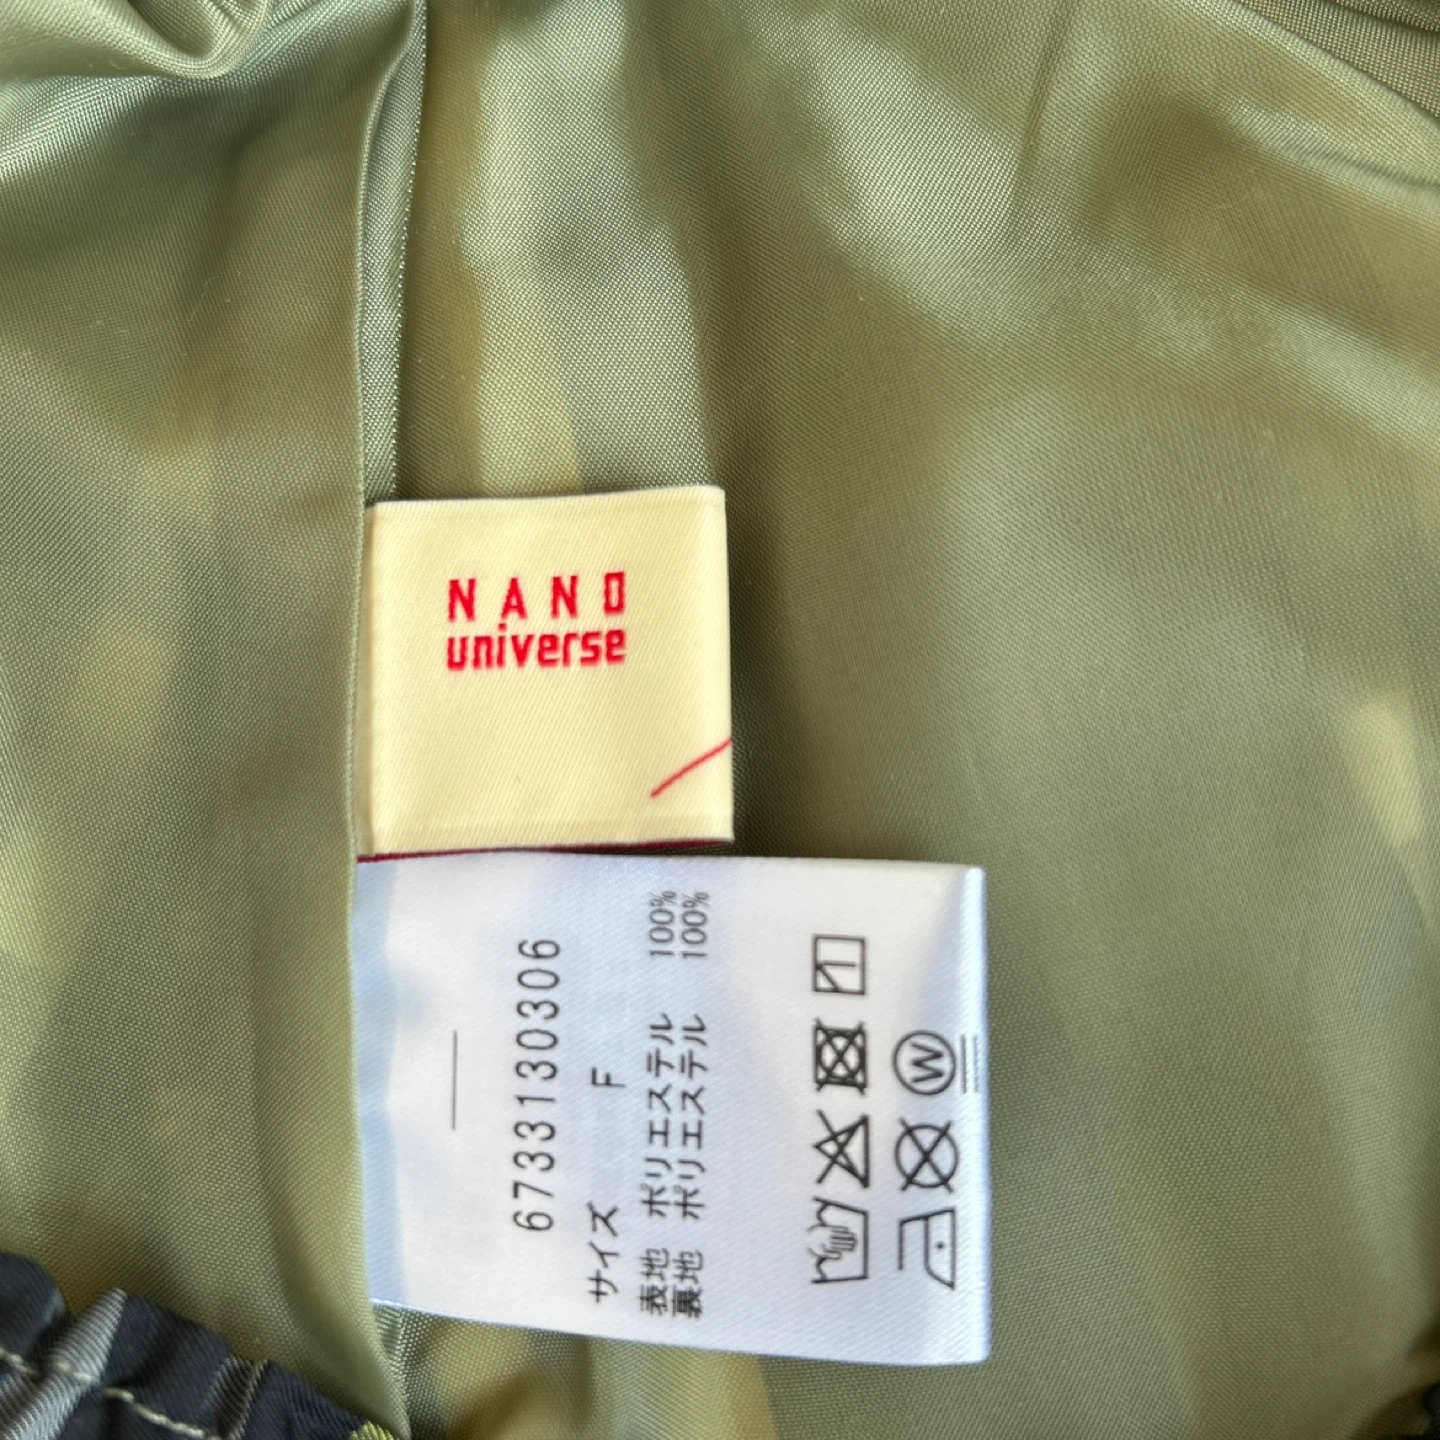 NANO
universe
6733130306
サイズ F
表地 ポリエステル 100%
裏地 ポリエステル 100%
W